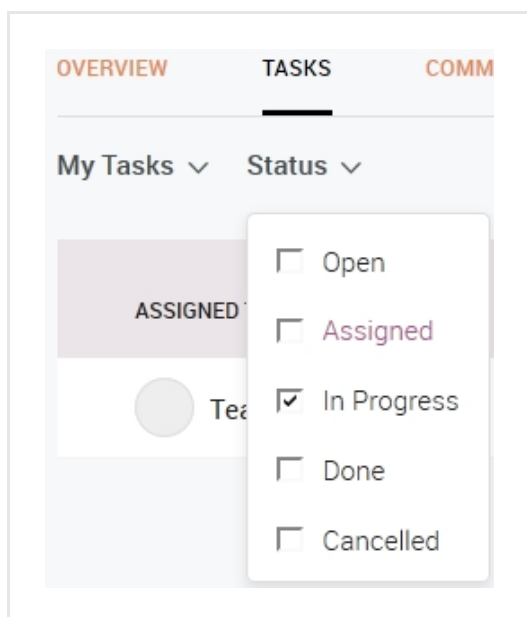 OVERVIEW TASKS COMM
My Tasks Status
Open
ASSIGNED
Assigned
In Progress
Tea
Done
Cancelled